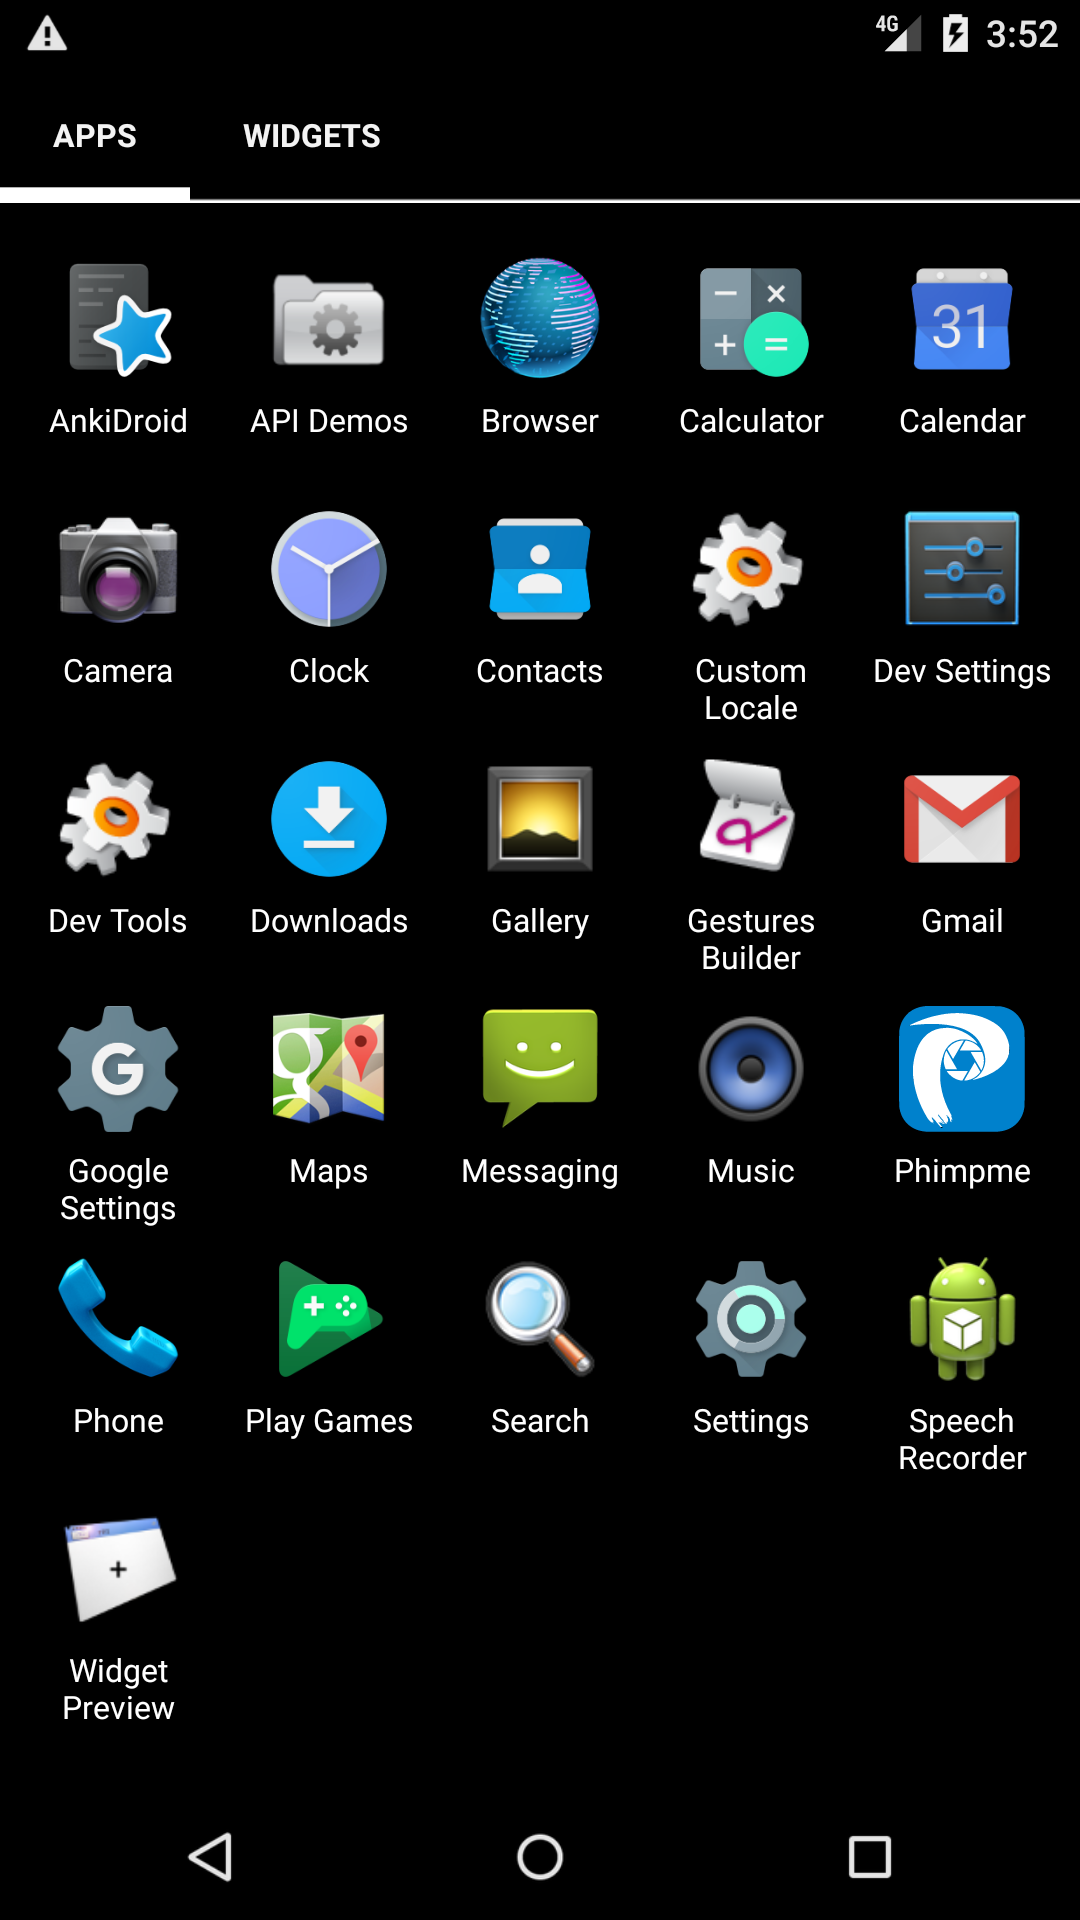 4G 3:52
APPS WIDGETS
31
AnkiDroid API Demos Browser Calculator Calendar
Camera Clock Contacts Custom Locale Dev Settings
Dev Tools Downloads Gallery Gestures Builder Gmail
Google Settings Maps Messaging Music Phimpme
Phone Play Games Search Settings Speech Recorder
Widget Preview